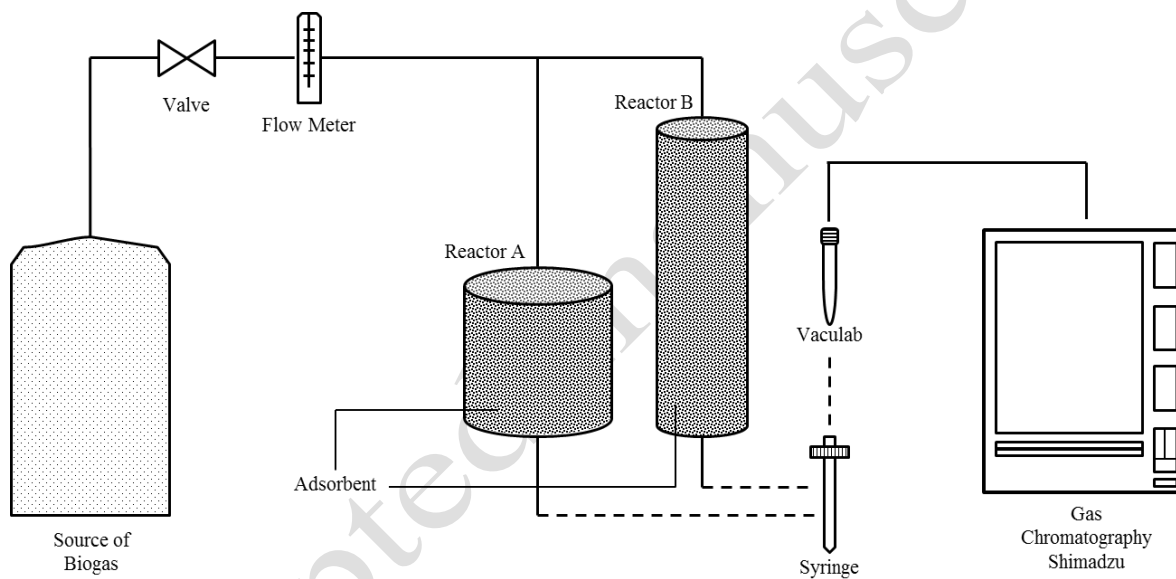 Valve
Flow Meter
Reactor B
Reactor A
Vaculab
Adsorbent
Source of
Biogas
Syringe
Gas
Chromatography
Shimadzu